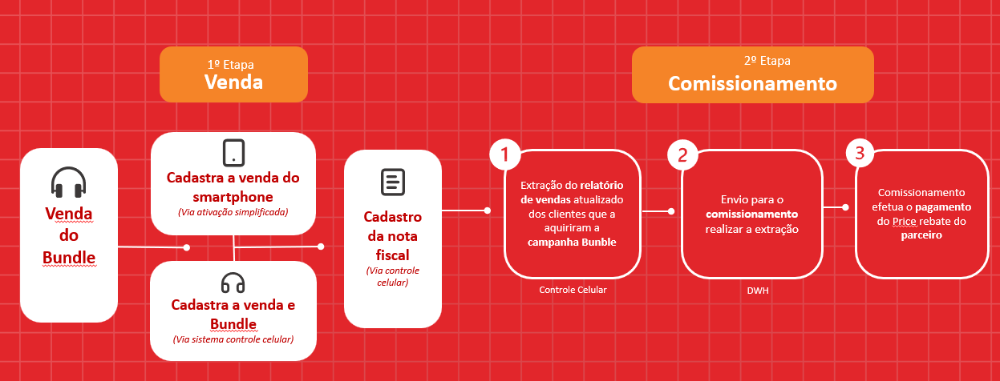 1º Etapa
Venda
2º Etapa
Comissionamento
Venda
do
Bundle
Cadastra a venda do
smartphone
(Via ativação simplificada)
Cadastra a venda e
Bundle
(Via sistema controle celular)
Cadastro
da nota
fiscal
(Via controle
celular)
1
Extração do relatório
de vendas atualizado
dos clientes que a
aquiriram a
campanha Bunble
Controle Celular
2
Envio para o
comissionamento
realizar a extração
DWH
3
Comissionamento
efetua o pagamento
do Price rebate do
parceiro